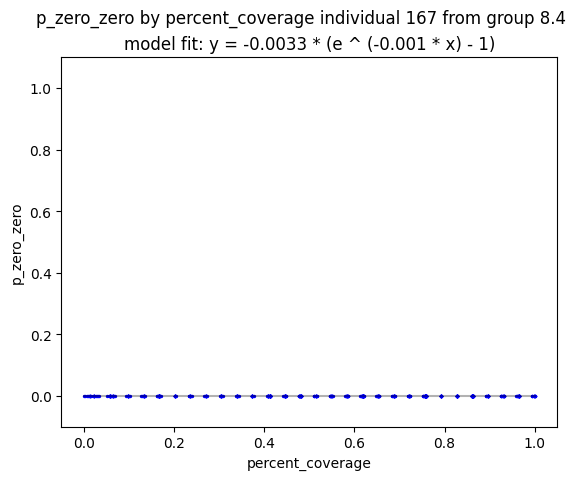 p_zero_zero by percent_coverage individual 167 from group 8.4
model fit: y = -0.0033 * (e ^ (-0.001 * x) - 1)
1.0
0.8
0.6
0.4
0.2
0.0
p_zero_zero
0.0 0.2 0.4 0.6 0.8 1.0
percent_coverage